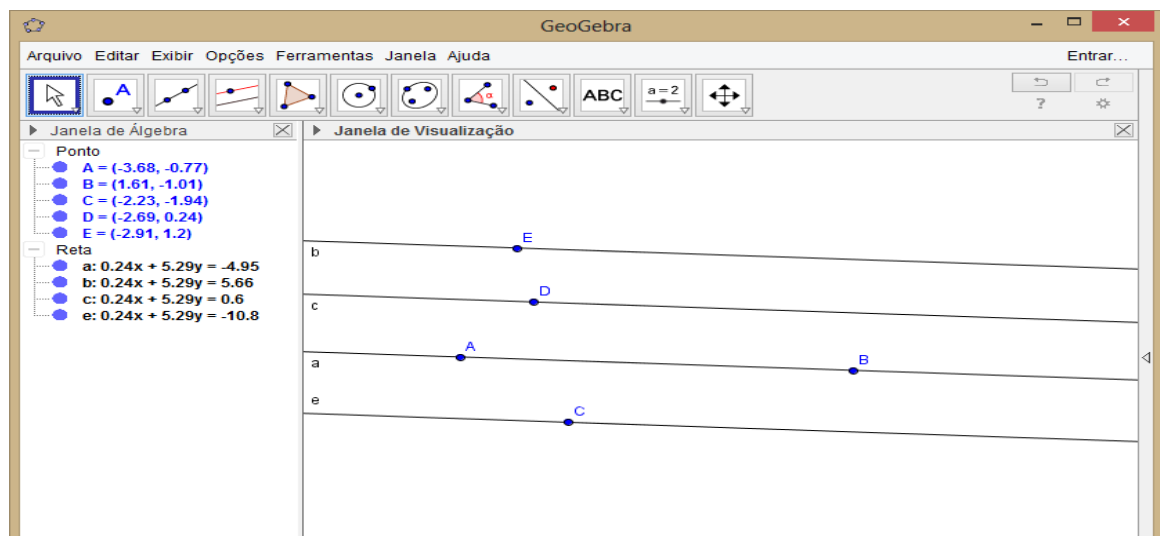 GeoGebra
Arquivo Editar Exibir Opções Ferramentas Janela Ajuda Entrar...
A α ABC a = 2 ?
Janela de Álgebra
Ponto
A = (-3.68, -0.77)
B = (1.61, -1.01)
C = (-2.23, -1.94)
D = (-2.69, 0.24)
E = (-2.91, 1.2)
Reta
a: 0.24x + 5.29y = -4.95
b: 0.24x + 5.29y = 5.66
c: 0.24x + 5.29y = 0.6
e: 0.24x + 5.29y = -10.8
Janela de Visualização
E
b
D
c
A
B
a
e
C